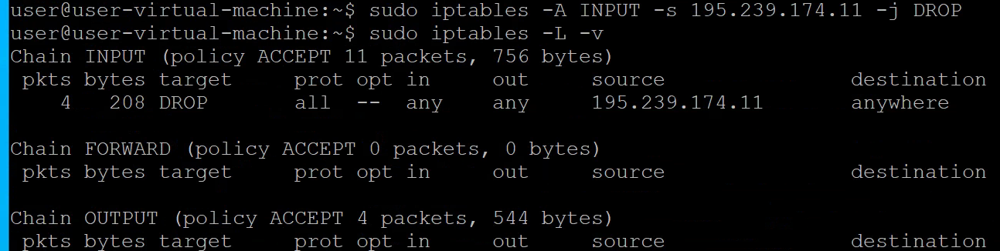 user@user-virtual-machine:~$ sudo iptables -A INPUT -s 195.239.174.11 -j DROP
user@user-virtual-machine:~$ sudo iptables -L -v
Chain INPUT (policy ACCEPT 11 packets, 756 bytes)
 pkts bytes target     prot opt in     out     source               destination
    4   208 DROP       all  --  any    any     195.239.174.11       anywhere

Chain FORWARD (policy ACCEPT 0 packets, 0 bytes)
 pkts bytes target     prot opt in     out     source               destination

Chain OUTPUT (policy ACCEPT 4 packets, 544 bytes)
 pkts bytes target     prot opt in     out     source               destination